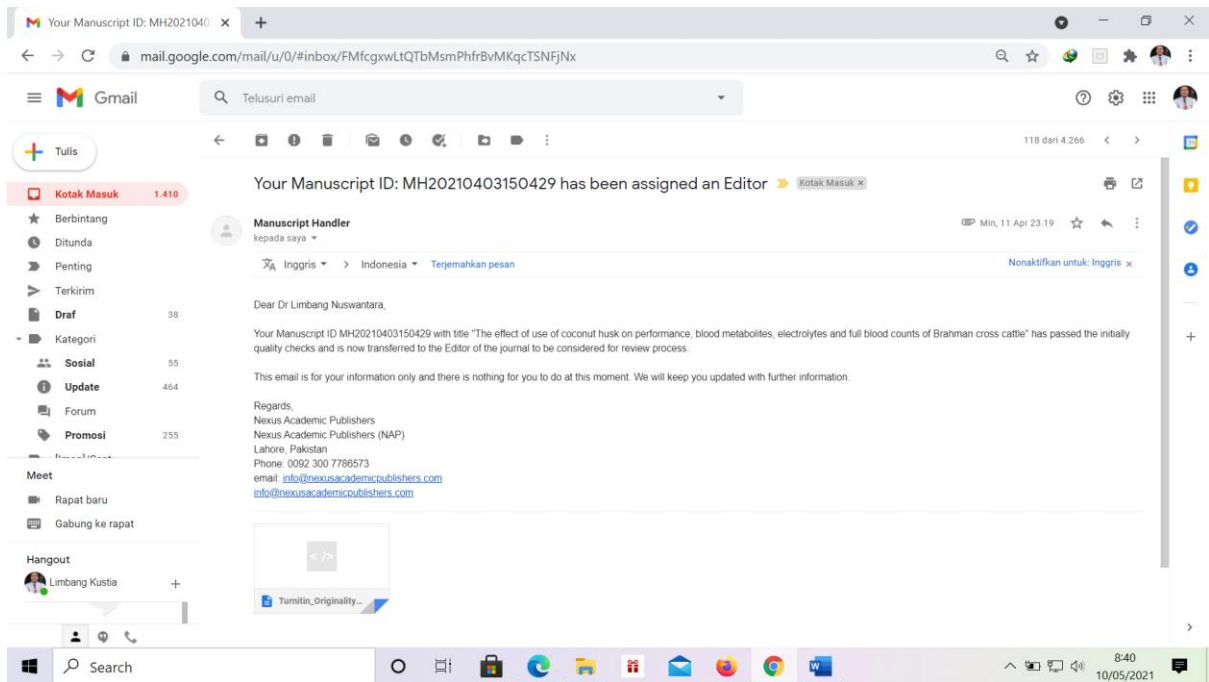 Your Manuscript ID: MH2021040
mail.google.com/mail/u/0/#inbox/FMfcgxwLtQTbMsmPhfrBvMKqcTSNFjNx
Gmail
Telusuri email
Tulis
118 dari 4.266
Kotak Masuk 1.410
Berbintang
Ditunda
Penting
Terkirim
Draf 38
Kategori
Sosial 55
Update 464
Forum
Promosi 255
Meet
Rapat baru
Gabung ke rapat
Hangout
Limbang Kustia
Your Manuscript ID: MH20210403150429 has been assigned an Editor Kotak Masuk x
Manuscript Handler
Min, 11 Apr 23.19
kepada saya
Inggris > Indonesia Terjemahkan pesan
Nonaktifkan untuk: Inggris x
Dear Dr Limbang Nuswantara,
Your Manuscript ID MH20210403150429 with title "The effect of use of coconut husk on performance, blood metabolites, electrolytes and full blood counts of Brahman cross cattle" has passed the initially
quality checks and is now transferred to the Editor of the journal to be considered for review process.
This email is for your information only and there is nothing for you to do at this moment. We will keep you updated with further information.
Regards,
Nexus Academic Publishers
Nexus Academic Publishers (NAP)
Lahore, Pakistan
Phone: 0092 300 7786573
email: info@nexusacademicpublishers.com
info@nexusacademicpublishers.com
Turnitin_Originality...
Search
8:40
10/05/2021